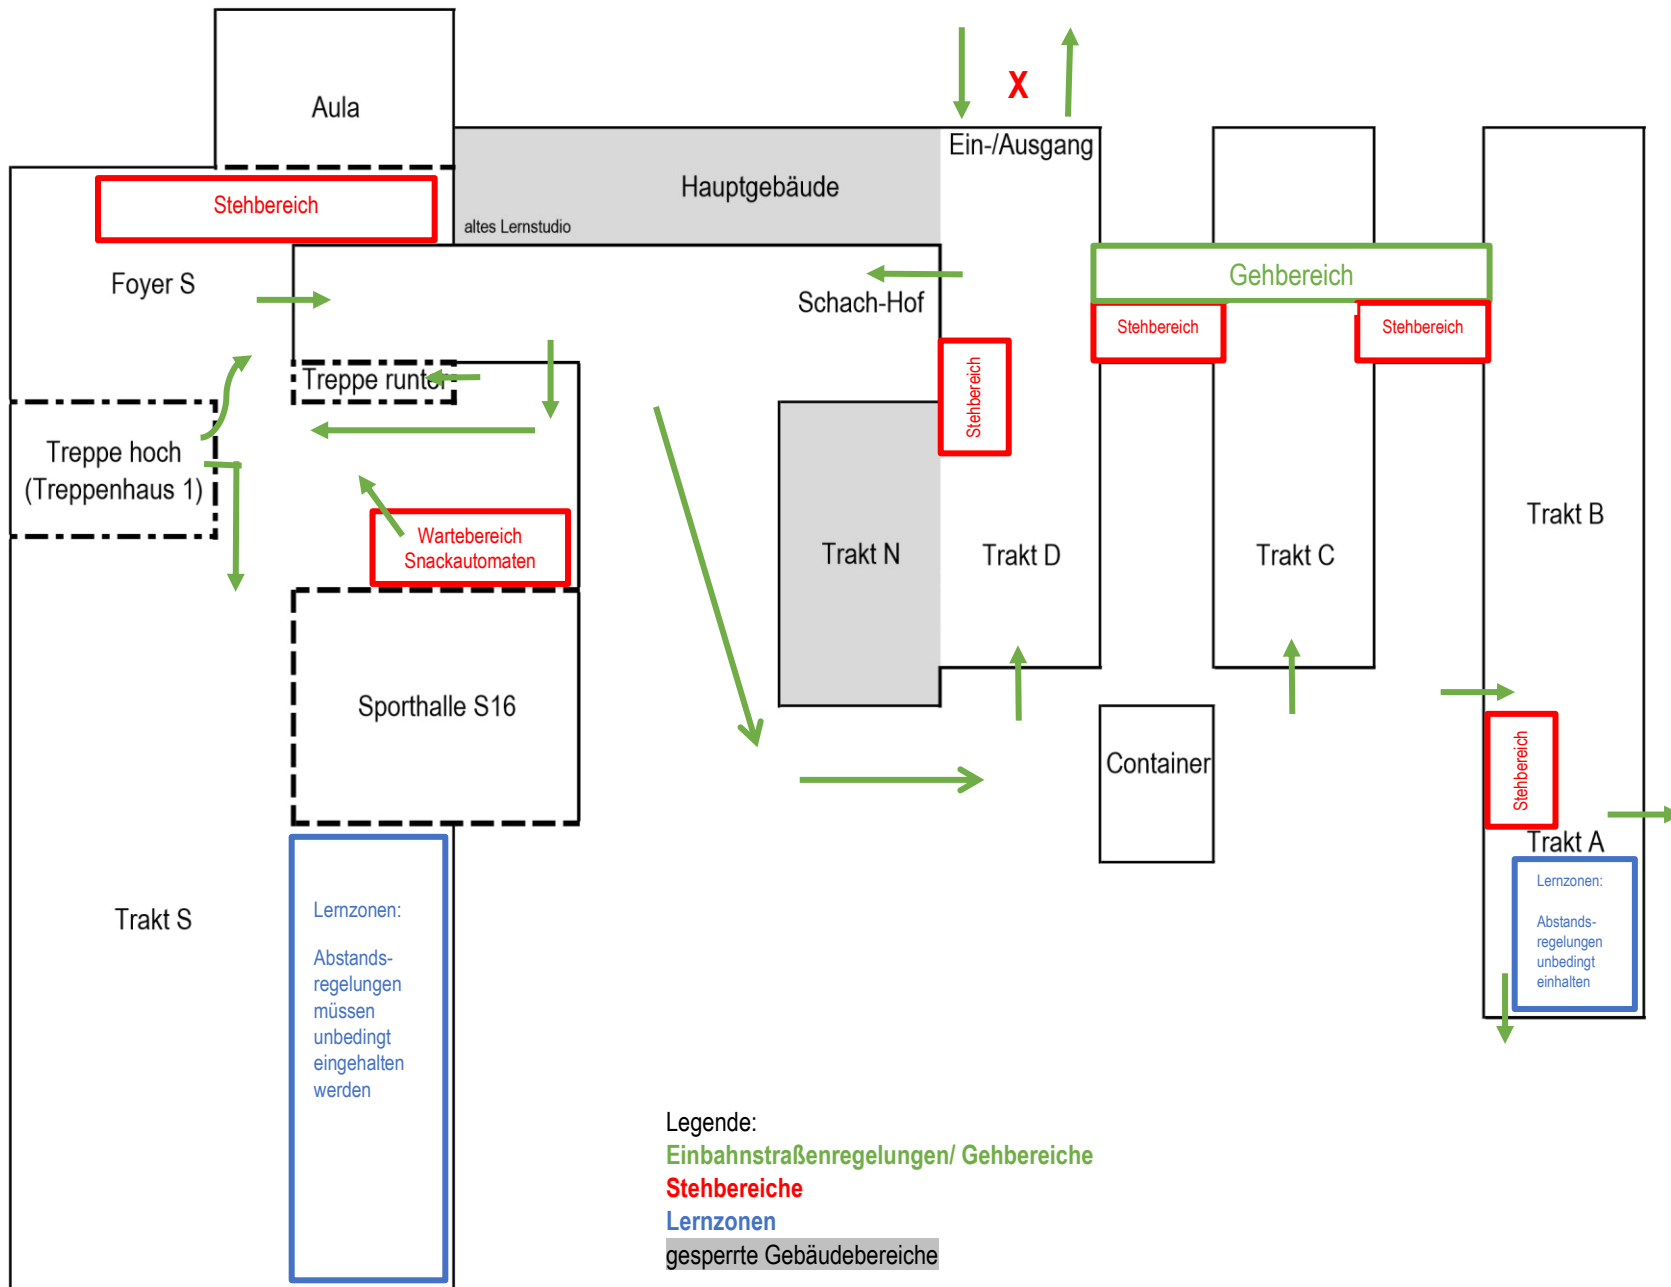 X
Aula
Ein-/Ausgang
Hauptgebäude
Stehbereich
altes Lernstudio
Foyer S
Gehbereich
Schach-Hof
Stehbereich
Stehbereich
Treppe runter
Stehbereich
Treppe hoch
(Treppenhaus 1)
Trakt B
Wartebereich
Snackautomaten
Trakt N
Trakt D
Trakt C
Sporthalle S16
Container
Stehbereich
Trakt A
Lernzonen:
Abstands-
regelungen
unbedingt
einhalten
Trakt S
Lernzonen:
Abstands-
regelungen
müssen
unbedingt
eingehalten
werden
Legende:
Einbahnstraßenregelungen/ Gehbereiche
Stehbereiche
Lernzonen
gesperrte Gebäudebereiche